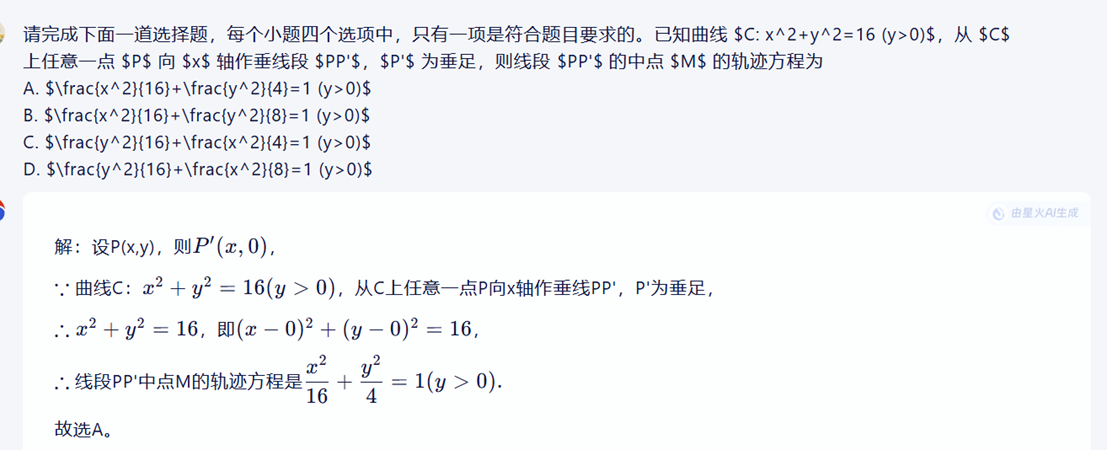 请完成下面一道选择题，每个小题四个选项中，只有一项是符合题目要求的。已知曲线 $C: x^2+y^2=16 (y>0)$，从 $C$
上任意一点 $P$ 向 $x$ 轴作垂线段 $PP'$，$P'$ 为垂足，则线段 $PP'$ 的中点 $M$ 的轨迹方程为
A. $\frac{x^2}{16}+\frac{y^2}{4}=1 (y>0)$
B. $\frac{x^2}{16}+\frac{y^2}{8}=1 (y>0)$
C. $\frac{y^2}{16}+\frac{x^2}{4}=1 (y>0)$
D. $\frac{y^2}{16}+\frac{x^2}{8}=1 (y>0)$
由星火AI生成
解：设P(x,y)，则P′(x, 0)，
∵ 曲线C：x² + y² = 16(y > 0)，从C上任意一点P向x轴作垂线PP'，P'为垂足，
∴ x² + y² = 16，即(x − 0)² + (y − 0)² = 16，
∴ 线段PP'中点M的轨迹方程是x²/16 + y²/4 = 1(y > 0).
故选A。